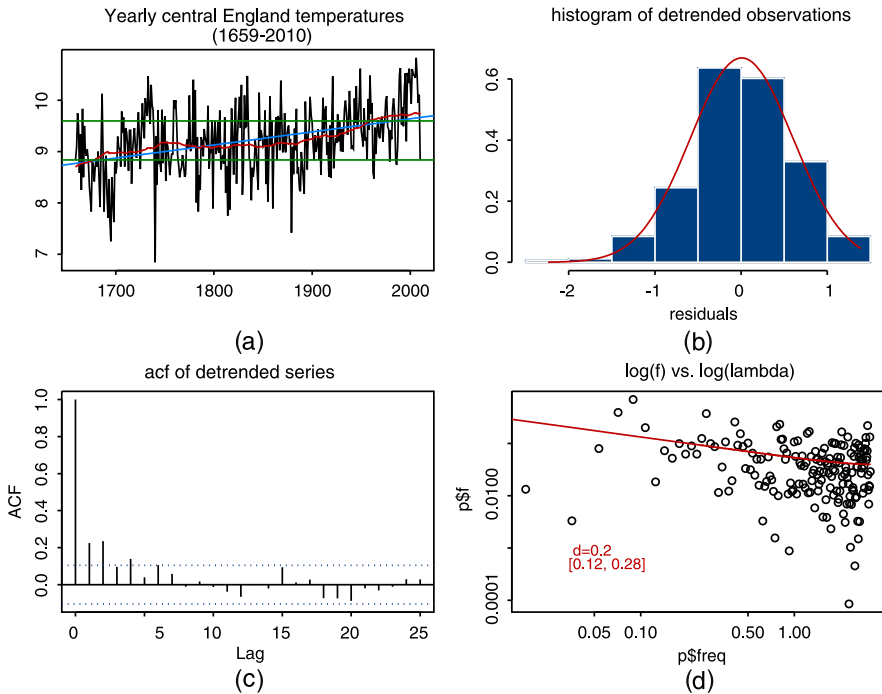 Yearly central England temperatures
(1659-2010)
10
9
8
7
1700
1800
1900
2000
(a)
histogram of detrended observations
0.6
0.4
0.2
0.0
-2
-1
0
1
residuals
(b)
acf of detrended series
1.0
0.8
0.6
0.4
0.2
0.0
ACF
0
5
10
15
20
25
Lag
(c)
log(f) vs. log(lambda)
p$f
0.0100
0.0001
d=0.2
[0.12, 0.28]
0.05
0.10
0.50
1.00
p$freq
(d)